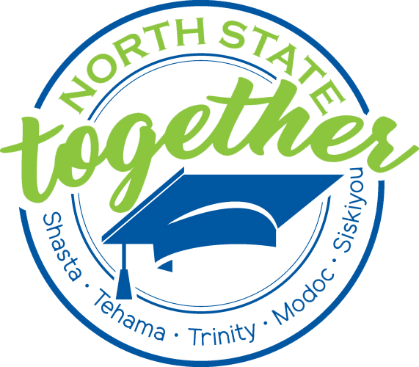 NORTH STATE
together
Shasta · Tehama · Trinity · Modoc · Siskiyou